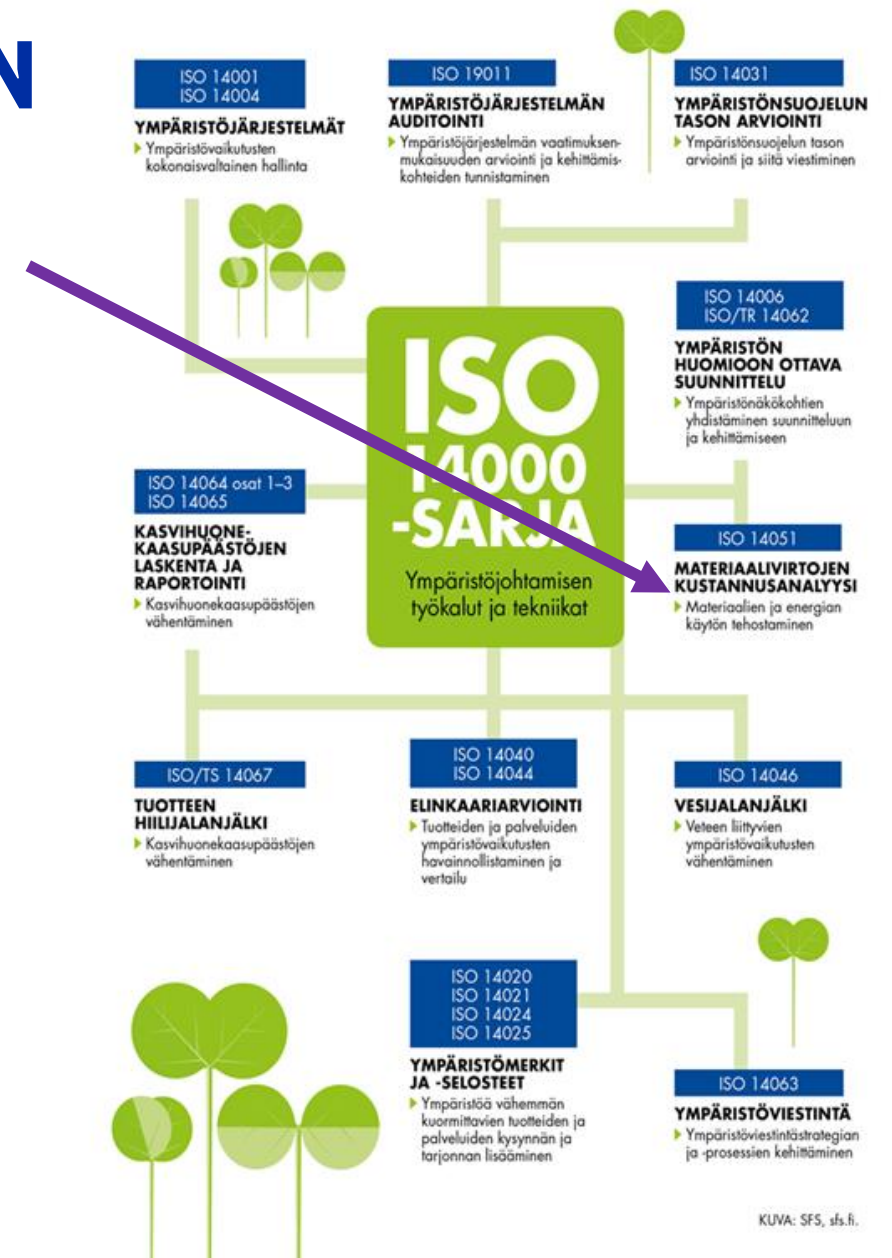 N
ISO 14001
ISO 14004
YMPÄRISTÖJÄRJESTELMÄT
Ympäristövaikutusten
kokonaisvaltainen hallinta
ISO 19011
YMPÄRISTÖJÄRJESTELMÄN
AUDITOINTI
Ympäristöjärjestelmän vaatimuksen-
mukaisuuden arviointi ja kehittämis-
kohteiden tunnistaminen
ISO 14031
YMPÄRISTÖNSUOJELUN
TASON ARVIOINTI
Ympäristönsuojelun tason
arviointi ja siitä viestiminen
ISO 14006
ISO/TR 14062
YMPÄRISTÖN
HUOMIOON OTTAVA
SUUNNITTELU
Ympäristönäkökohtien
yhdistäminen suunnitteluun
ja kehittämiseen
ISO
14000
-SARJA
Ympäristöjohtamisen
työkalut ja tekniikat
ISO 14064 osat 1–3
ISO 14065
KASVIHUONE-
KAASUPÄÄSTÖJEN
LASKENTA JA
RAPORTOINTI
Kasvihuonekaasupäästöjen
vähentäminen
ISO 14051
MATERIAALIVIRTOJEN
KUSTANNUSANALYYSI
Materiaalien ja energian
käytön tehostaminen
ISO/TS 14067
TUOTTEEN
HIILIJALANJÄLKI
Kasvihuonekaasupäästöjen
vähentäminen
ISO 14040
ISO 14044
ELINKAARIARVIOINTI
Tuotteiden ja palveluiden
ympäristövaikutusten
havainnollistaminen ja
vertailu
ISO 14046
VESIJALANJÄLKI
Veteen liittyvien
ympäristövaikutusten
vähentäminen
ISO 14020
ISO 14021
ISO 14024
ISO 14025
YMPÄRISTÖMERKIT
JA -SELOSTEET
Ympäristöä vähemmän
kuormittavien tuotteiden ja
palveluiden kysynnän ja
tarjonnan lisääminen
ISO 14063
YMPÄRISTÖVIESTINTÄ
Ympäristöviestintästrategian
ja -prosessien kehittäminen
KUVA: SFS, sfs.fi.